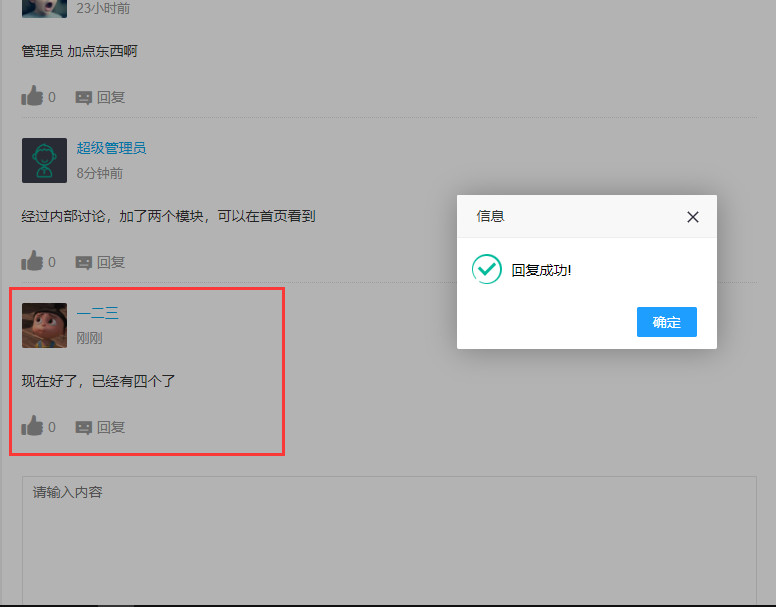 23小时前
管理员 加点东西啊
0 回复
超级管理员
8分钟前
经过内部讨论，加了两个模块，可以在首页看到
0 回复
信息
回复成功!
确定
一二三
刚刚
现在好了，已经有四个了
0 回复
请输入内容